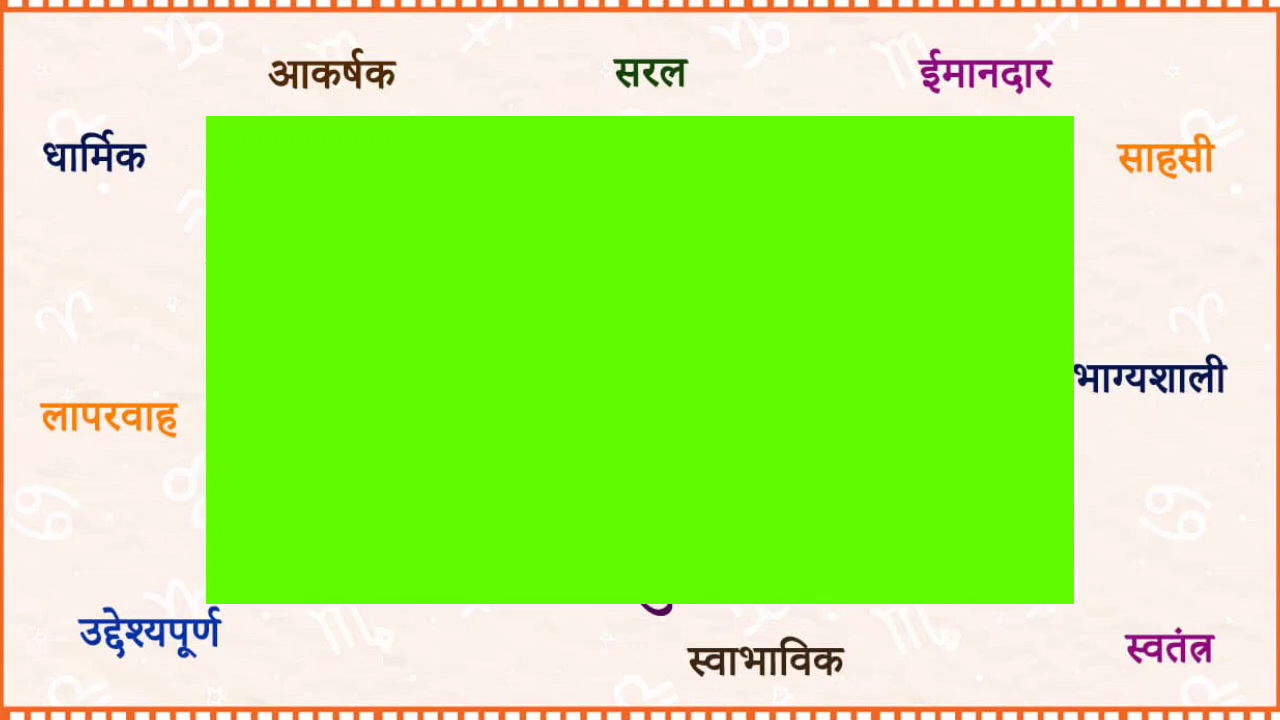 आकर्षक
सरल
ईमानदार
धार्मिक
साहसी
भाग्यशाली
लापरवाह
उद्देश्यपूर्ण
स्वाभाविक
स्वतंत्र